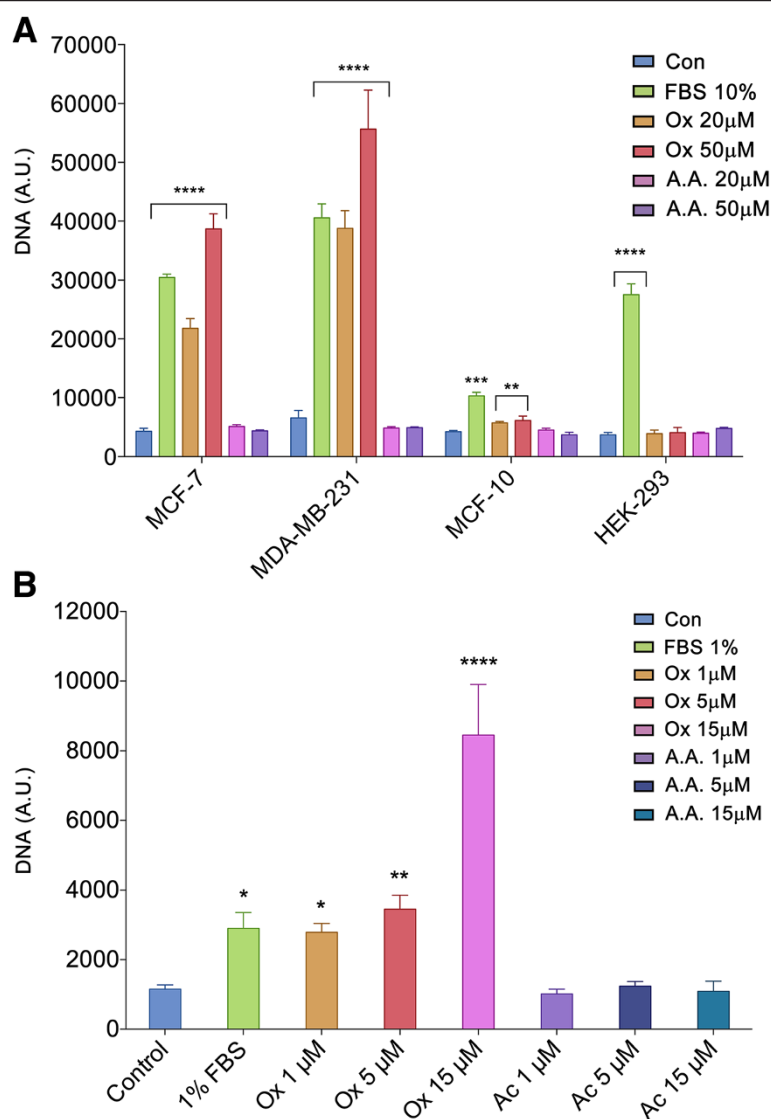 A
70000
60000
50000
40000
30000
20000
10000
0
DNA (A.U.)
****
****
***
**
****
Con
FBS 10%
Ox 20μM
Ox 50μM
A.A. 20μM
A.A. 50μM
MCF-7
MDA-MB-231
MCF-10
HEK-293
B
12000
10000
8000
6000
4000
2000
0
DNA (A.U.)
*
*
**
****
Con
FBS 1%
Ox 1μM
Ox 5μM
Ox 15μM
A.A. 1μM
A.A. 5μM
A.A. 15μM
Control
1% FBS
Ox 1 μM
Ox 5 μM
Ox 15 μM
Ac 1 μM
Ac 5 μM
Ac 15 μM